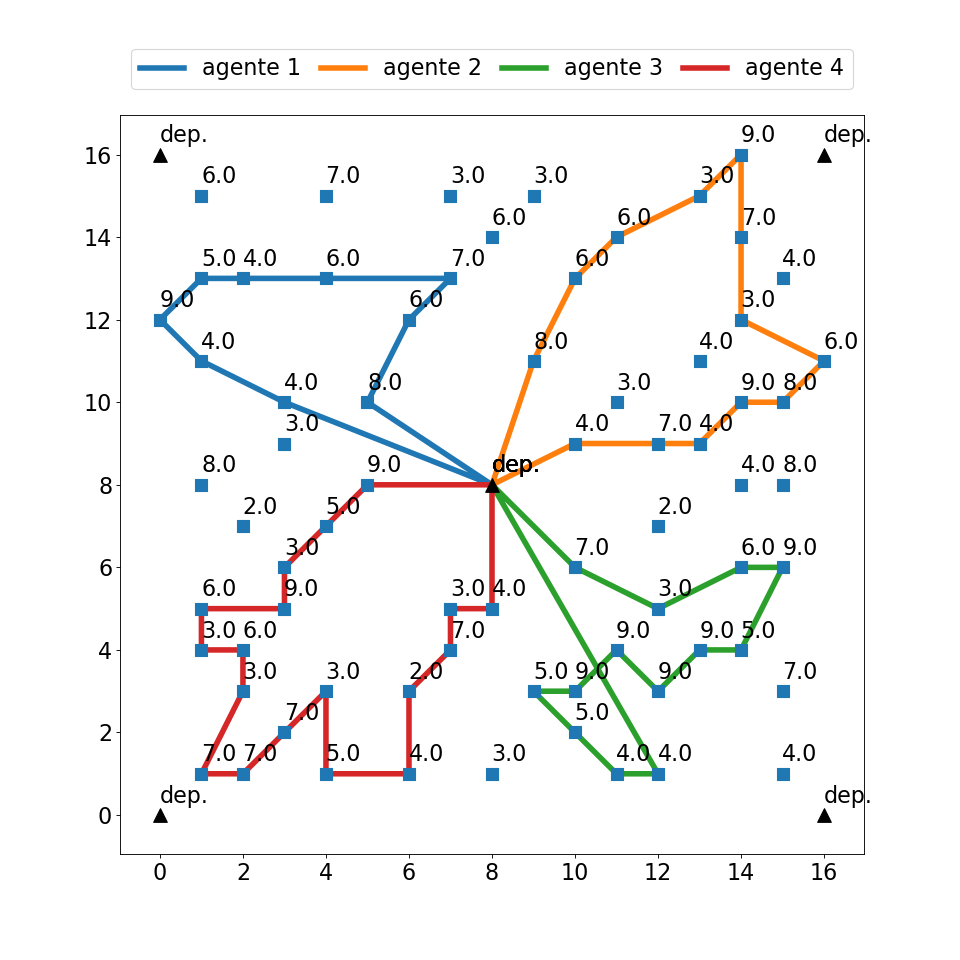 agente 1 agente 2 agente 3 agente 4
9.0
dep. dep.
16
6.0 7.0 3.0 3.0 3.0
6.0 6.0 7.0
14
5.0 4.0 6.0 7.0 6.0 4.0
9.0 6.0 3.0
12
4.0 8.0 4.0 6.0
4.0 8.0 3.0 9.0 8.0
10
3.0 4.0 7.0 4.0
8.0 9.0 dep. 4.0 8.0
8
2.0 5.0 2.0
3.0 7.0 6.0 9.0
6
6.0 9.0 3.0 4.0 3.0
3.0 6.0 7.0 9.0 9.0 5.0
4
3.0 3.0 2.0 5.0 9.0 9.0 7.0
7.0 5.0
2
7.0 7.0 5.0 4.0 3.0 4.0 4.0 4.0
dep. dep.
0
0 2 4 6 8 10 12 14 16